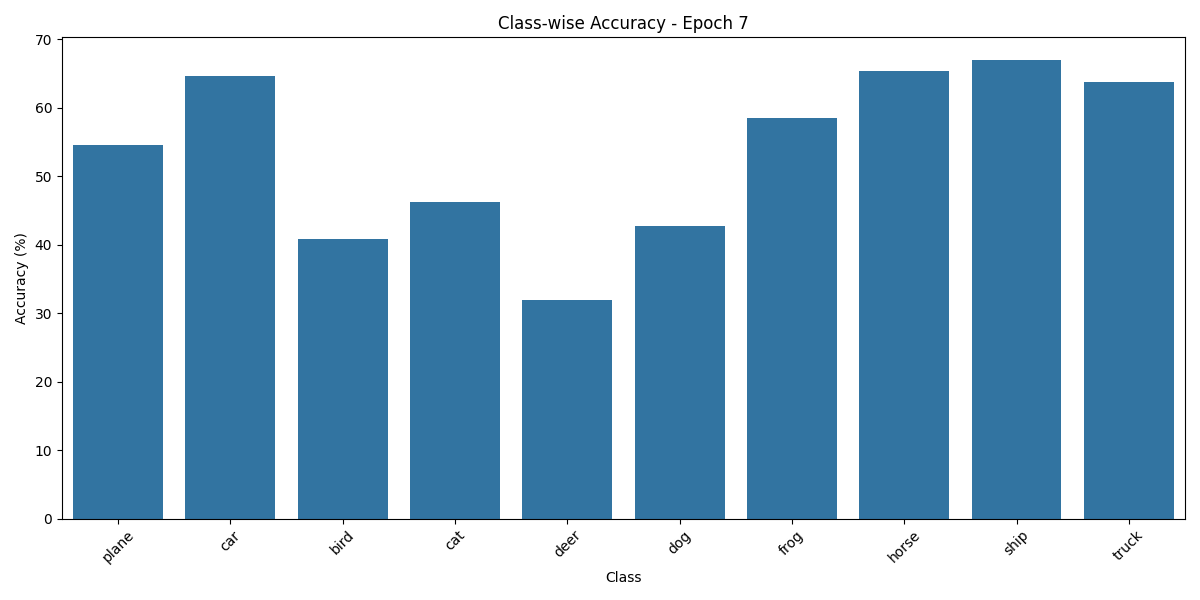 Class-wise Accuracy - Epoch 7
Accuracy (%)
70
60
50
40
30
20
10
0
plane
car
bird
cat
deer
dog
frog
horse
ship
truck
Class